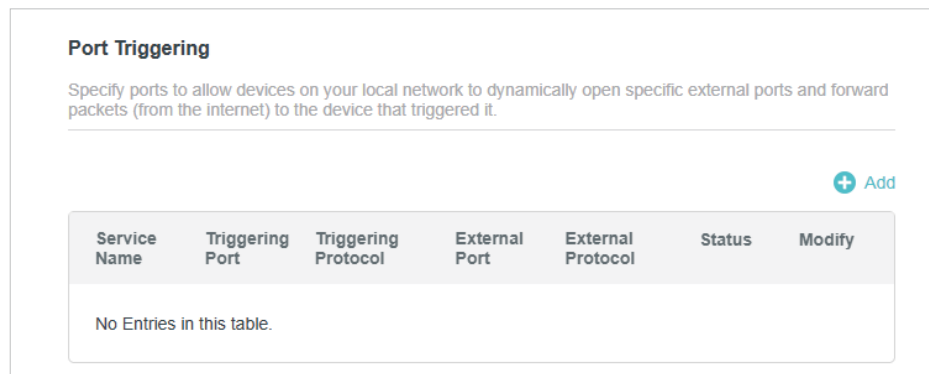 Port Triggering
Specify ports to allow devices on your local network to dynamically open specific external ports and forward
packets (from the internet) to the device that triggered it.
Add
Service Name Triggering Port Triggering Protocol External Port External Protocol Status Modify
No Entries in this table.